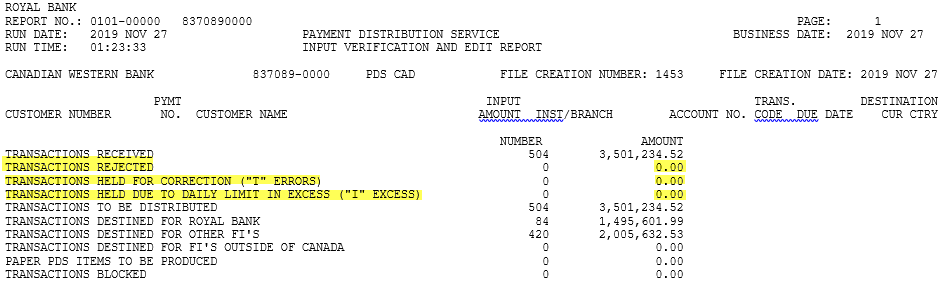 ROYAL BANK
REPORT NO.: 0101-00000 8370890000 PAGE: 1
RUN DATE: 2019 NOV 27 PAYMENT DISTRIBUTION SERVICE BUSINESS DATE: 2019 NOV 27
RUN TIME: 01:23:33 INPUT VERIFICATION AND EDIT REPORT
CANADIAN WESTERN BANK 837089-0000 PDS CAD FILE CREATION NUMBER: 1453 FILE CREATION DATE: 2019 NOV 27
PYMT INPUT TRANS. DESTINATION
CUSTOMER NUMBER NO. CUSTOMER NAME AMOUNT INST/BRANCH ACCOUNT NO. CODE DUE DATE CUR CTRY
NUMBER AMOUNT
TRANSACTIONS RECEIVED 504 3,501,234.52
TRANSACTIONS REJECTED 0 0.00
TRANSACTIONS HELD FOR CORRECTION ("T" ERRORS) 0 0.00
TRANSACTIONS HELD DUE TO DAILY LIMIT IN EXCESS ("I" EXCESS) 0 0.00
TRANSACTIONS TO BE DISTRIBUTED 504 3,501,234.52
TRANSACTIONS DESTINED FOR ROYAL BANK 84 1,495,601.99
TRANSACTIONS DESTINED FOR OTHER FI'S 420 2,005,632.53
TRANSACTIONS DESTINED FOR FI'S OUTSIDE OF CANADA 0 0.00
PAPER PDS ITEMS TO BE PRODUCED 0 0.00
TRANSACTIONS BLOCKED 0 0.00